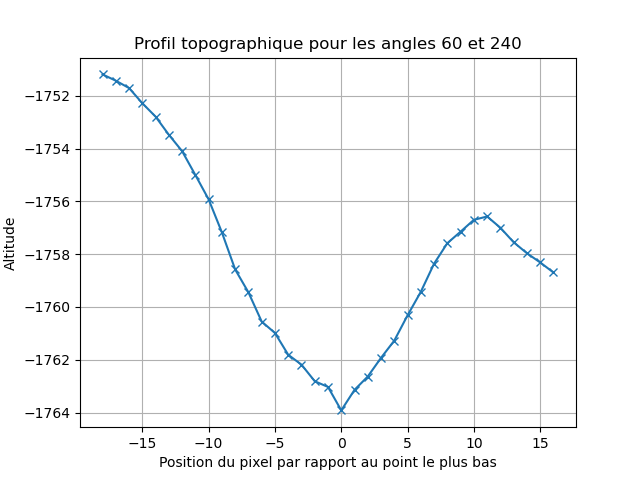 Profil topographique pour les angles 60 et 240
Altitude
−1752
−1754
−1756
−1758
−1760
−1762
−1764
−15 −10 −5 0 5 10 15
Position du pixel par rapport au point le plus bas